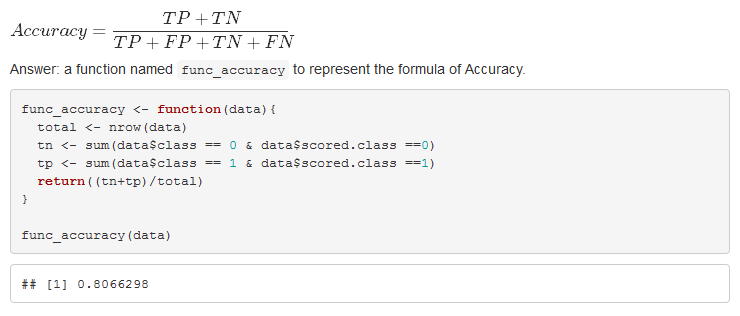 Accuracy = \frac{TP + TN}{TP + FP + TN + FN}
Answer: a function named func_accuracy to represent the formula of Accuracy.
func_accuracy <- function(data){
  total <- nrow(data)
  tn <- sum(data$class == 0 & data$scored.class ==0)
  tp <- sum(data$class == 1 & data$scored.class ==1)
  return((tn+tp)/total)
}
func_accuracy(data)
## [1] 0.8066298